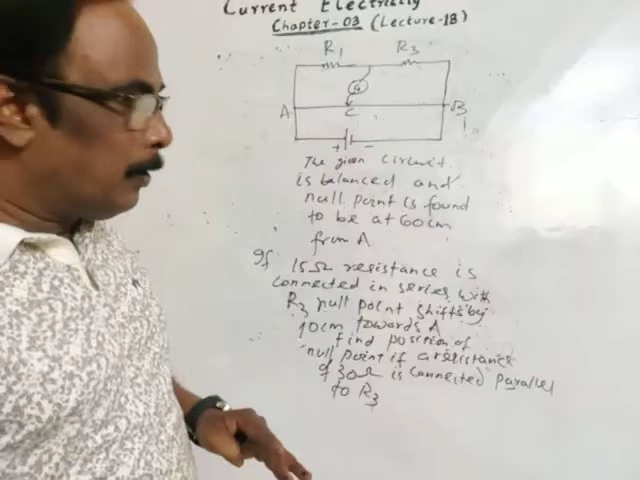 Current Electricity
Chapter-03 (Lecture-18)
R1 R3
G
A C B
+ -
The given circuit
is balanced and
null point is found
to be at 60cm
from A
If 15Ω resistance is
connected in series with
R3 null point shifts by
10cm towards A
find position of
null point if a resistance
of 30Ω is connected parallel
to R3